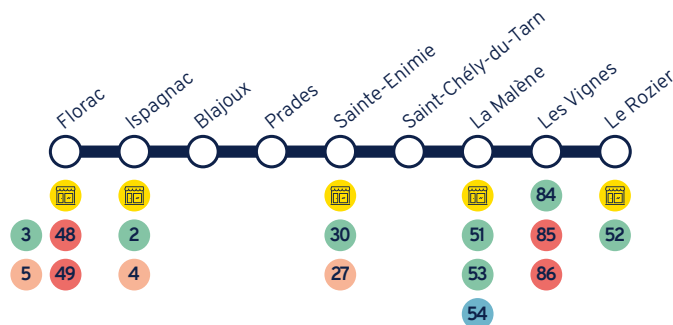 Florac
Ispagnac
Blajoux
Prades
Sainte-Enimie
Saint-Chély-du-Tarn
La Malène
Les Vignes
Le Rozier
84
3 48 2 30 51 85 52
5 49 4 27 53 86
54